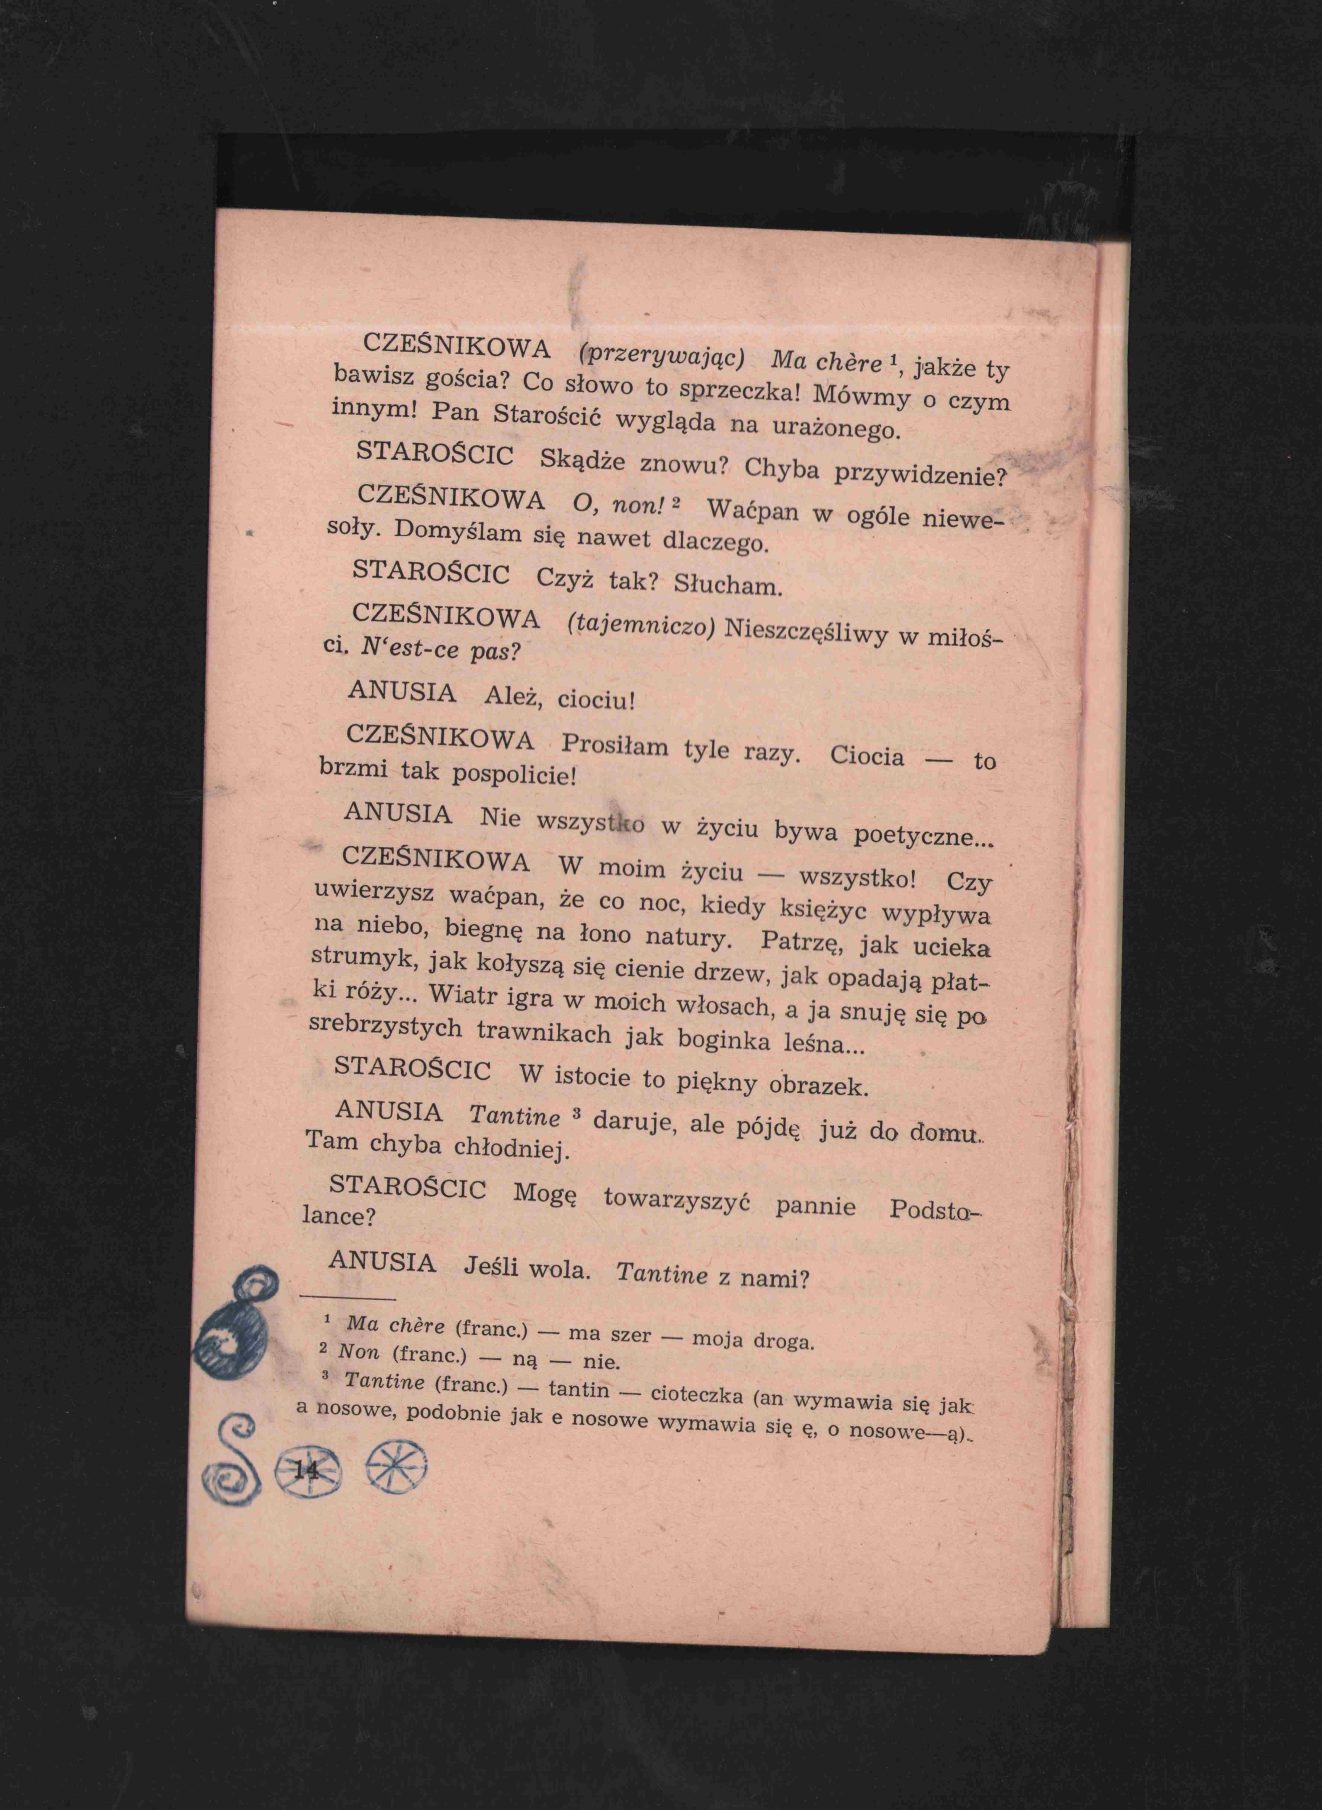 CZEŚNIKOWA (przerywając) Ma chère ¹, jakże ty
bawisz gościa? Co słowo to sprzeczka! Mówmy o czym
innym! Pan Starościć wygląda na urażonego.
STAROŚCIC Skądże znowu? Chyba przywidzenie?
CZEŚNIKOWA O, non! ² Waćpan w ogóle niewe-
soły. Domyślam się nawet dlaczego.
STAROŚCIC Czyż tak? Słucham.
CZEŚNIKOWA (tajemniczo) Nieszczęśliwy w miłoś-
ci. N‘est-ce pas?
ANUSIA Ależ, ciociu!
CZEŚNIKOWA Prosiłam tyle razy. Ciocia — to
brzmi tak pospolicie!
ANUSIA Nie wszystko w życiu bywa poetyczne...
CZEŚNIKOWA W moim życiu — wszystko! Czy
uwierzysz waćpan, że co noc, kiedy księżyc wypływa
na niebo, biegnę na łono natury. Patrzę, jak ucieka
strumyk, jak kołyszą się cienie drzew, jak opadają płat-
ki róży... Wiatr igra w moich włosach, a ja snuję się po
srebrzystych trawnikach jak boginka leśna...
STAROŚCIC W istocie to piękny obrazek.
ANUSIA Tantine ³ daruje, ale pójdę już do domu.
Tam chyba chłodniej.
STAROŚCIC Mogę towarzyszyć pannie Podsto-
lance?
ANUSIA Jeśli wola. Tantine z nami?
¹ Ma chère (franc.) — ma szer — moja droga.
² Non (franc.) — ną — nie.
³ Tantine (franc.) — tantin — cioteczka (an wymawia się jak
a nosowe, podobnie jak e nosowe wymawia się ę, o nosowe—ą).
14